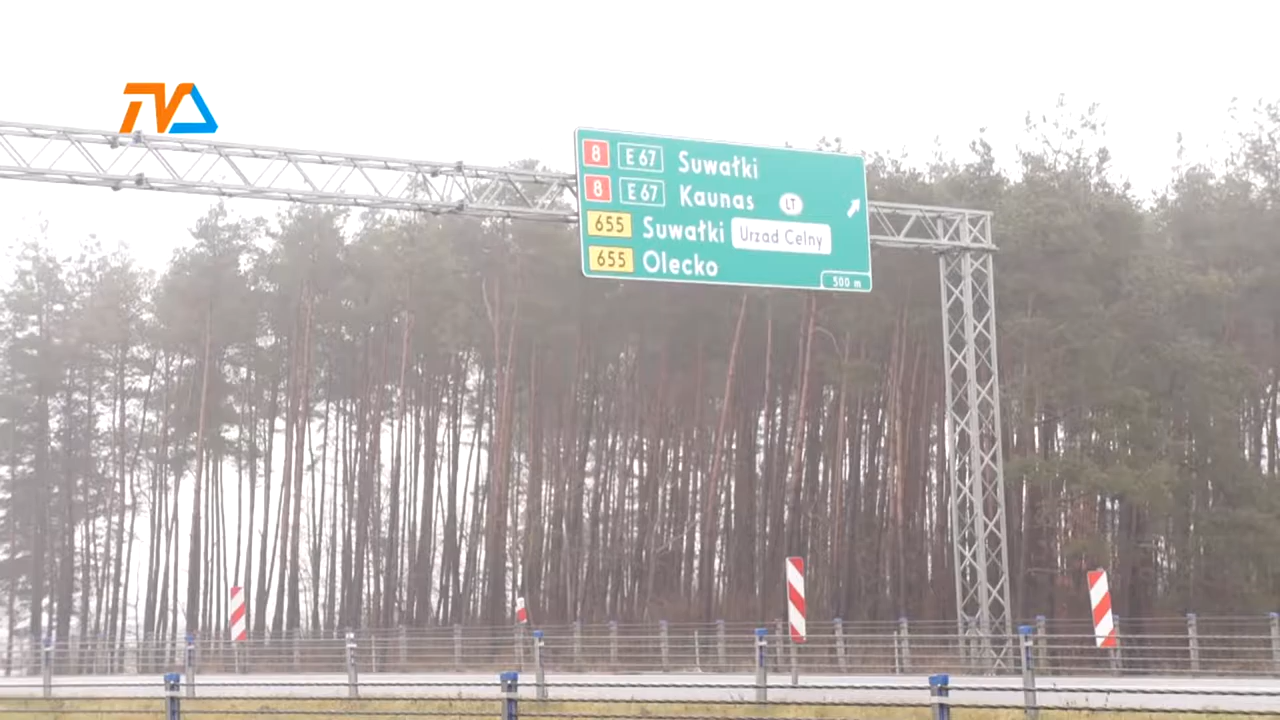 TVA
8 E 67 Suwałki
8 E 67 Kaunas LT
655 Suwałki Urząd Celny
655 Olecko
500 m